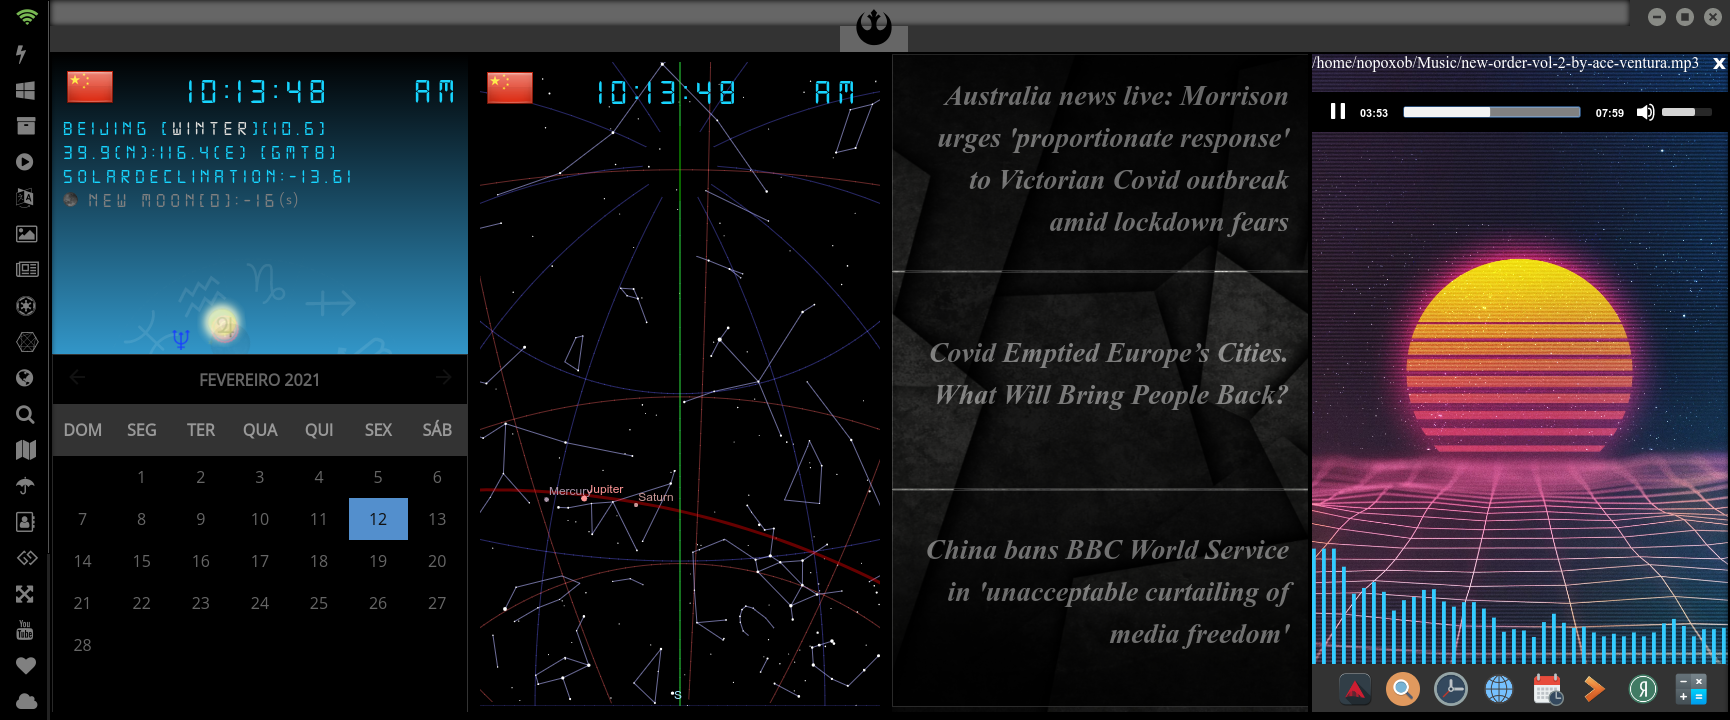 10:13:48 AM
BEIJING [WINTER][10.6]
39.9(N):116.4(E) [GMT8]
SOLARDECLINATION:-13.61
NEW MOON[0]:-16(s)
FEVEREIRO 2021
DOM SEG TER QUA QUI SEX SÁB
1 2 3 4 5 6
7 8 9 10 11 12 13
14 15 16 17 18 19 20
21 22 23 24 25 26 27
28
10:13:48 AM
Mercury Jupiter
Saturn
S
Australia news live: Morrison
urges 'proportionate response'
to Victorian Covid outbreak
amid lockdown fears
Covid Emptied Europe’s Cities.
What Will Bring People Back?
China bans BBC World Service
in 'unacceptable curtailing of
media freedom'
/home/nopoxob/Music/new-order-vol-2-by-ace-ventura.mp3 x
03:53 07:59
You
Tube
Я